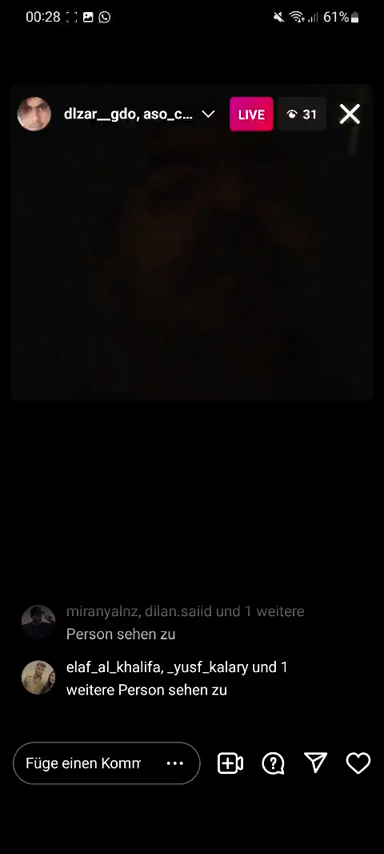 00:28
61%
dlzar__gdo, aso_c...
LIVE
31
miranyalnz, dilan.saiid und 1 weitere
Person sehen zu
elaf_al_khalifa, _yusf_kalary und 1
weitere Person sehen zu
Füge einen Komm